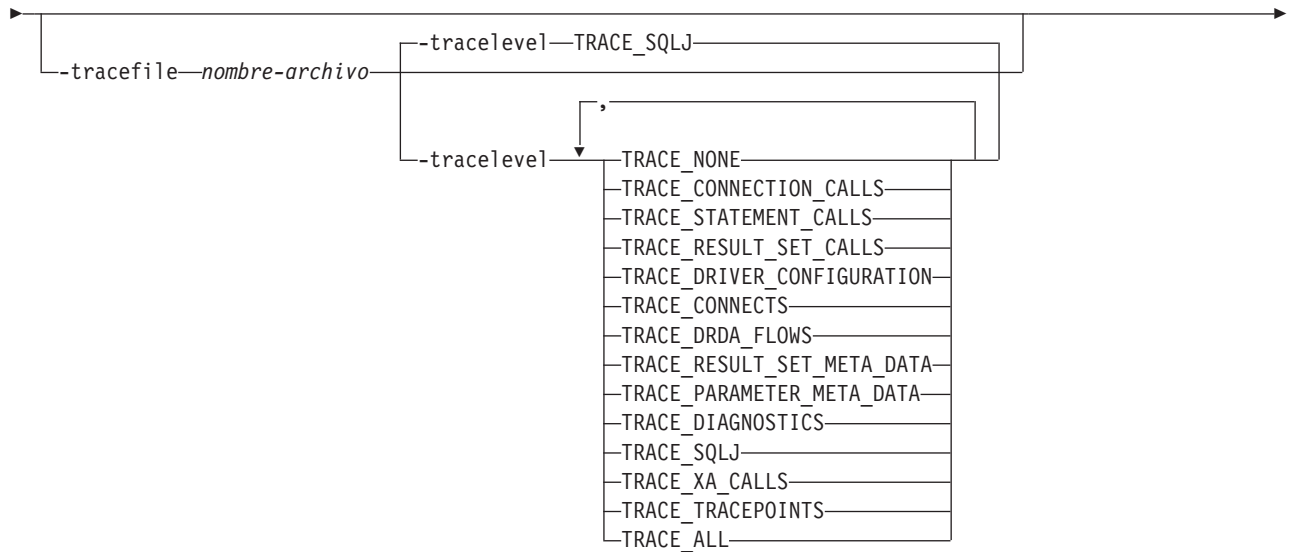 -tracelevel TRACE_SQLJ
-tracefile nombre-archivo
,
-tracelevel TRACE_NONE
TRACE_CONNECTION_CALLS
TRACE_STATEMENT_CALLS
TRACE_RESULT_SET_CALLS
TRACE_DRIVER_CONFIGURATION
TRACE_CONNECTS
TRACE_DRDA_FLOWS
TRACE_RESULT_SET_META_DATA
TRACE_PARAMETER_META_DATA
TRACE_DIAGNOSTICS
TRACE_SQLJ
TRACE_XA_CALLS
TRACE_TRACEPOINTS
TRACE_ALL